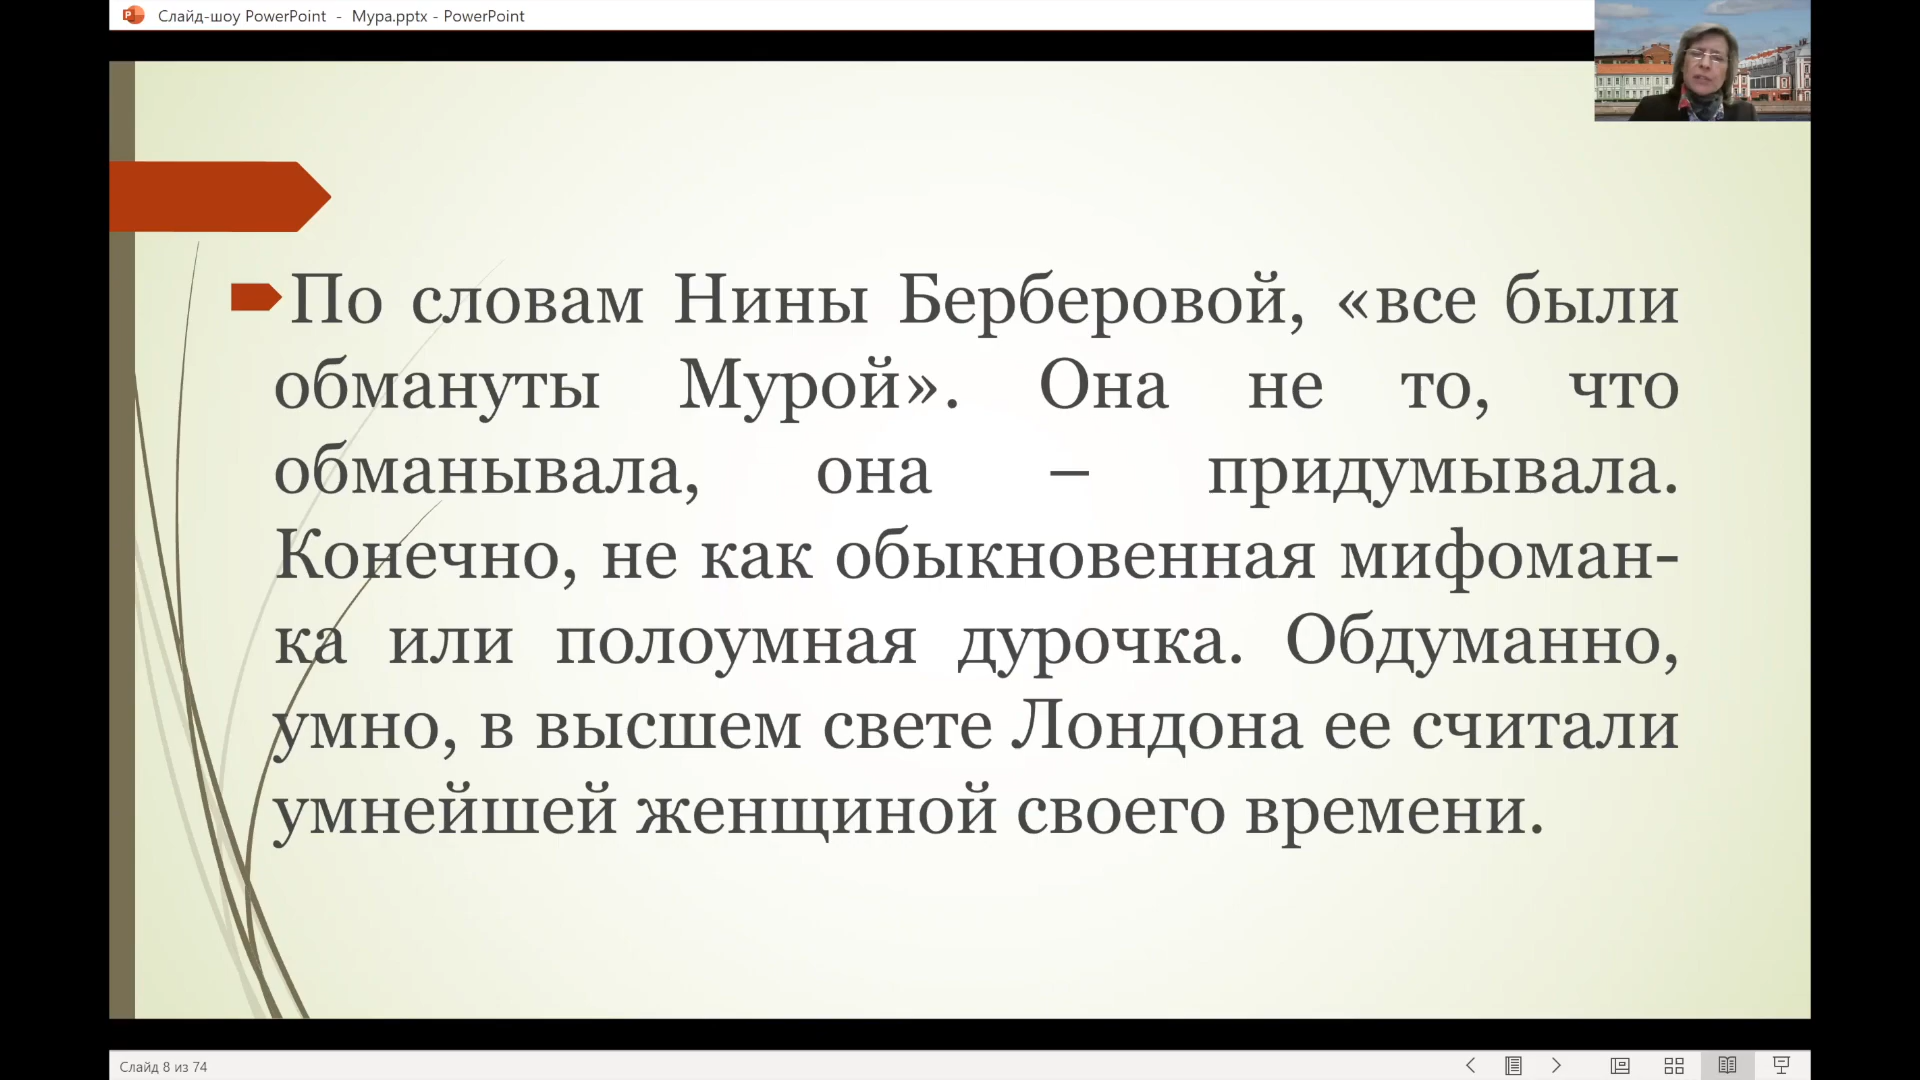 Слайд-шоу PowerPoint - Мура.pptx - PowerPoint
По словам Нины Берберовой, «все были
обмануты Мурой». Она не то, что
обманывала, она – придумывала.
Конечно, не как обыкновенная мифоман-
ка или полоумная дурочка. Обдуманно,
умно, в высшем свете Лондона ее считали
умнейшей женщиной своего времени.
Слайд 8 из 74